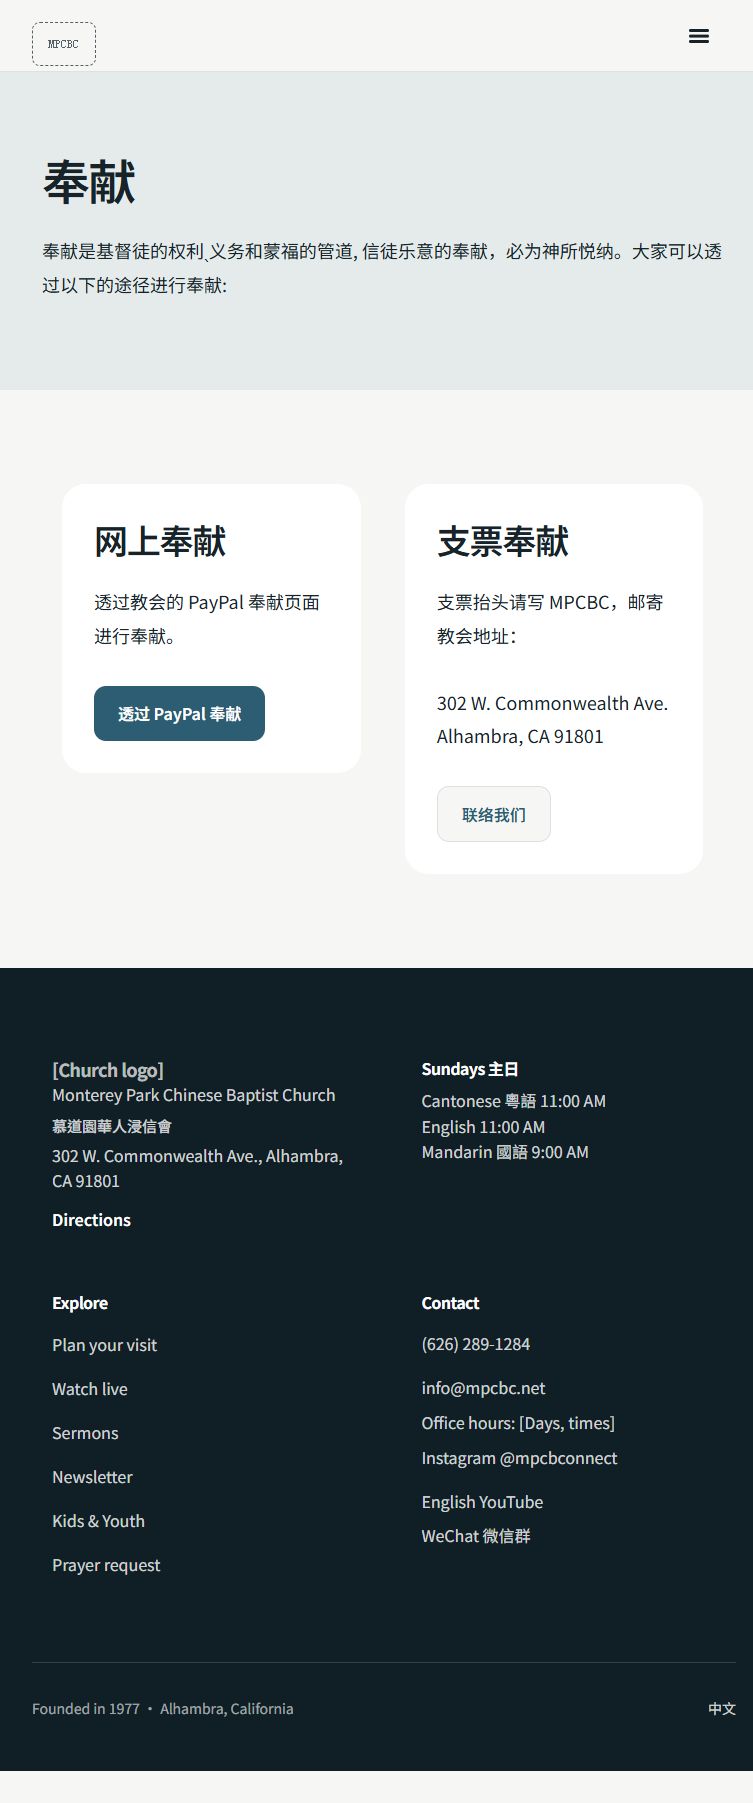 MPCBC
奉献
奉献是基督徒的权利、义务和蒙福的管道, 信徒乐意的奉献，必为神所悦纳。大家可以透
过以下的途径进行奉献:
网上奉献
透过教会的 PayPal 奉献页面
进行奉献。
透过 PayPal 奉献
支票奉献
支票抬头请写 MPCBC，邮寄
教会地址：
302 W. Commonwealth Ave.
Alhambra, CA 91801
联络我们
[Church logo]
Monterey Park Chinese Baptist Church
慕道園華人浸信會
302 W. Commonwealth Ave., Alhambra,
CA 91801
Directions
Sundays 主日
Cantonese 粵語 11:00 AM
English 11:00 AM
Mandarin 國語 9:00 AM
Explore
Plan your visit
Watch live
Sermons
Newsletter
Kids & Youth
Prayer request
Contact
(626) 289-1284
info@mpcbc.net
Office hours: [Days, times]
Instagram @mpcbconnect
English YouTube
WeChat 微信群
Founded in 1977 · Alhambra, California
中文